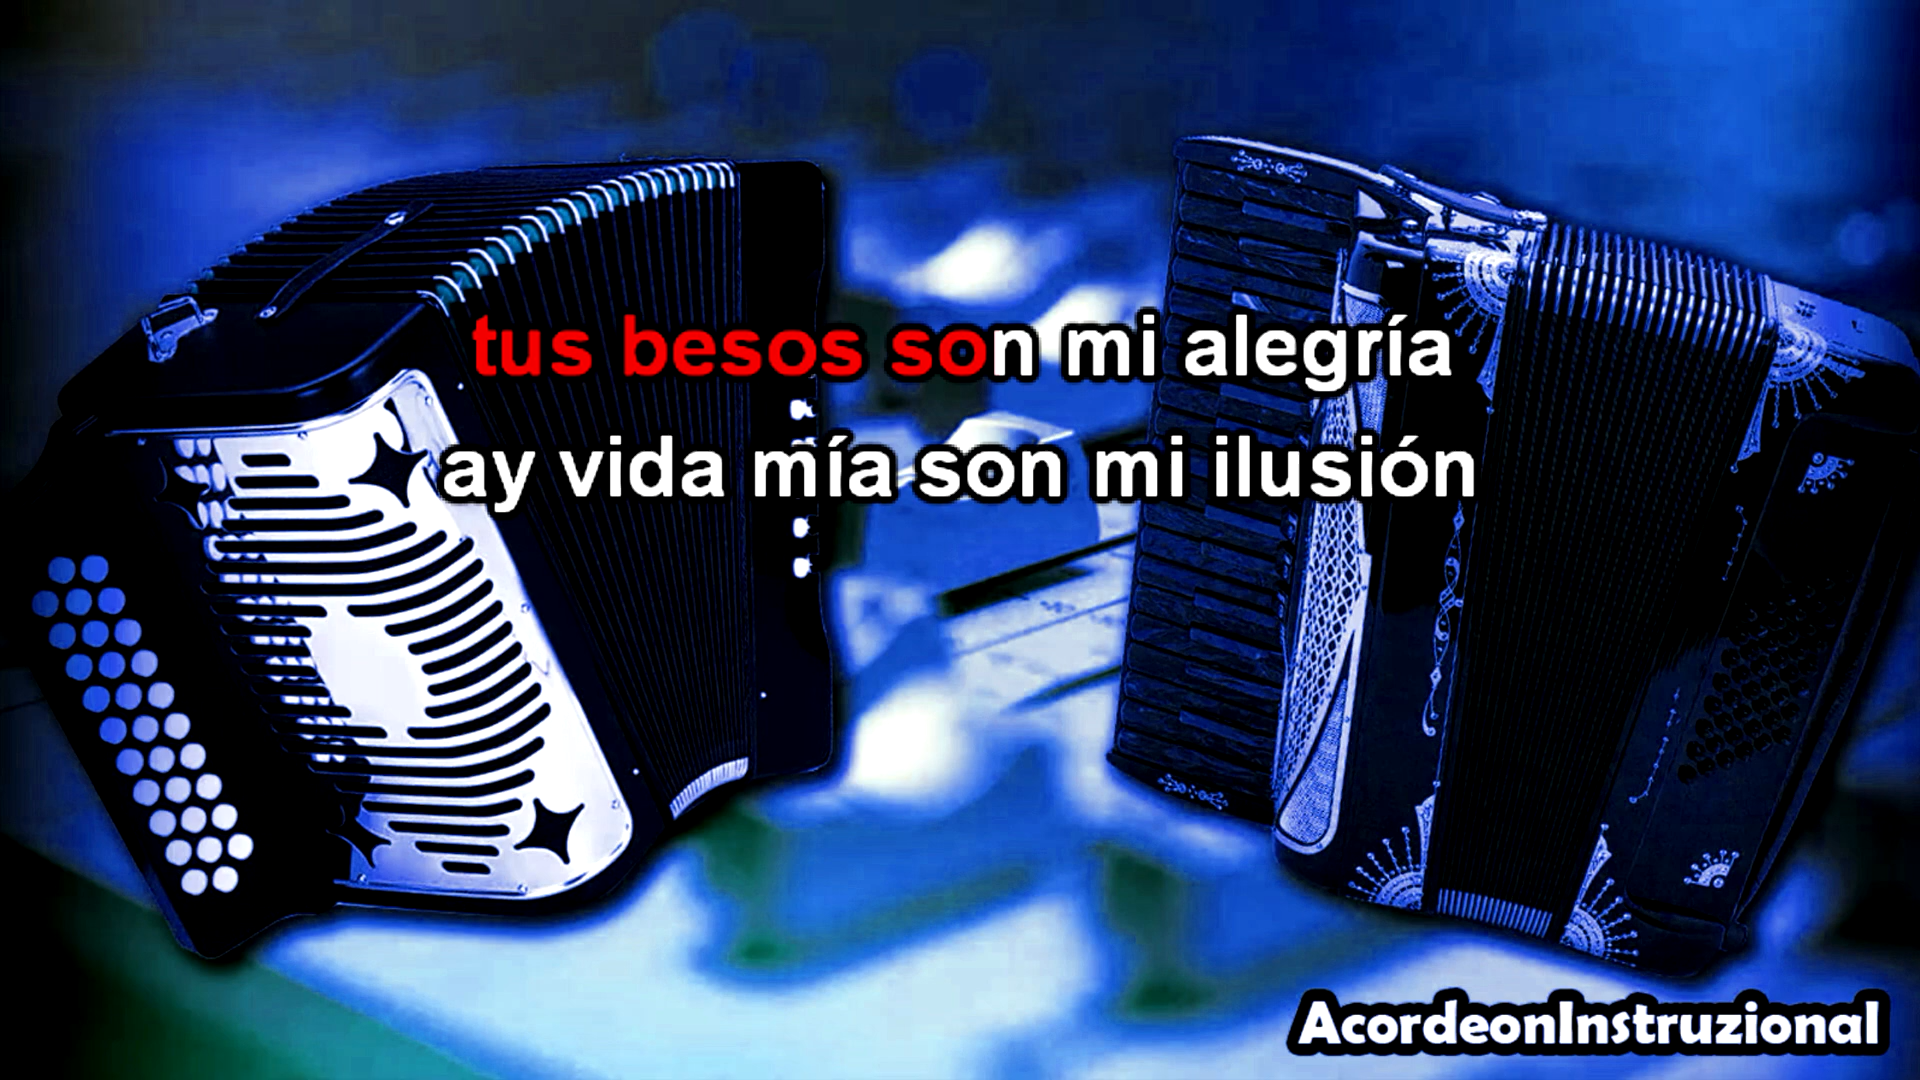 tus besos son mi alegría
ay vida mía son mi ilusión
AcordeonInstruzional